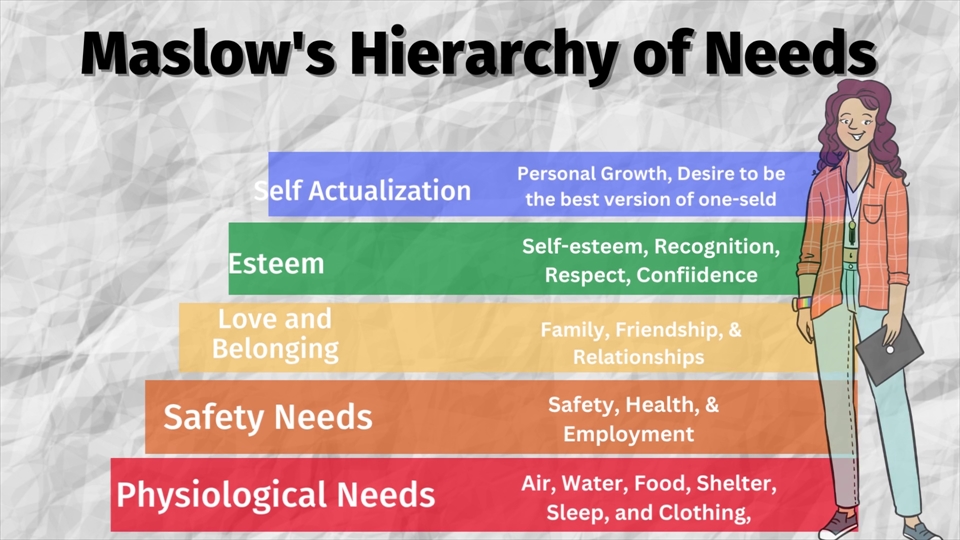 Maslow's Hierarchy of Needs
Self Actualization
Personal Growth, Desire to be
the best version of one-seld
Esteem
Self-esteem, Recognition,
Respect, Confiidence
Love and
Belonging
Family, Friendship, &
Relationships
Safety Needs
Safety, Health, &
Employment
Physiological Needs
Air, Water, Food, Shelter,
Sleep, and Clothing,